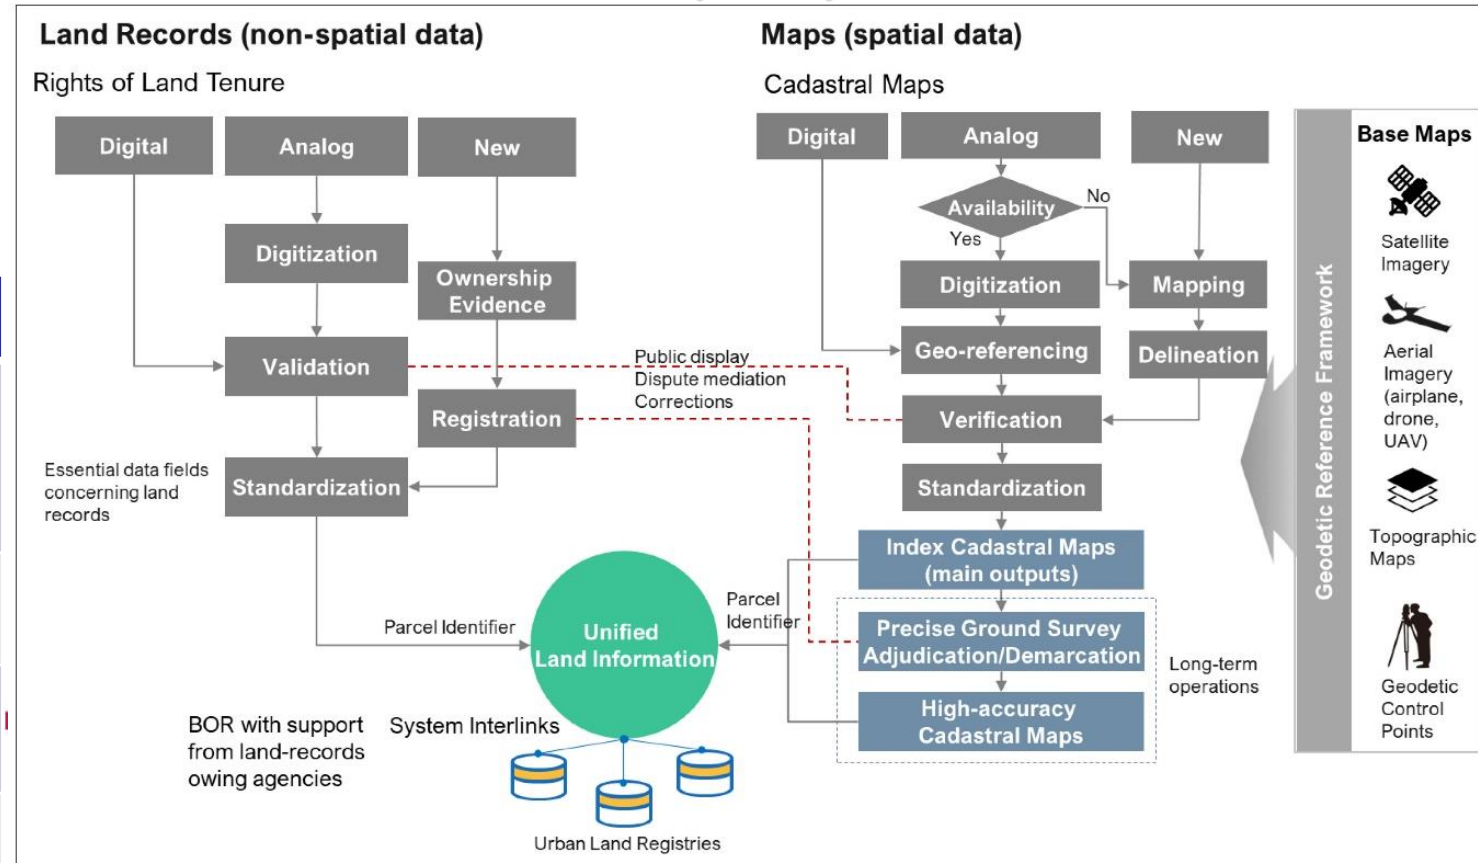 Land Records (non-spatial data)
Rights of Land Tenure
Digital
Analog
New
Digitization
Ownership
Evidence
Validation
Registration
Essential data fields
concerning land
records
Standardization
Public display
Dispute mediation
Corrections
Parcel Identifier
Unified
Land Information
BOR with support
from land-records
owing agencies
System Interlinks
Urban Land Registries
Maps (spatial data)
Cadastral Maps
Digital
Analog
New
Availability
No
Yes
Digitization
Mapping
Geo-referencing
Delineation
Verification
Standardization
Index Cadastral Maps
(main outputs)
Parcel
Identifier
Precise Ground Survey
Adjudication/Demarcation
High-accuracy
Cadastral Maps
Long-term
operations
Geodetic Reference Framework
Base Maps
Satellite
Imagery
Aerial
Imagery
(airplane,
drone,
UAV)
Topographic
Maps
Geodetic
Control
Points